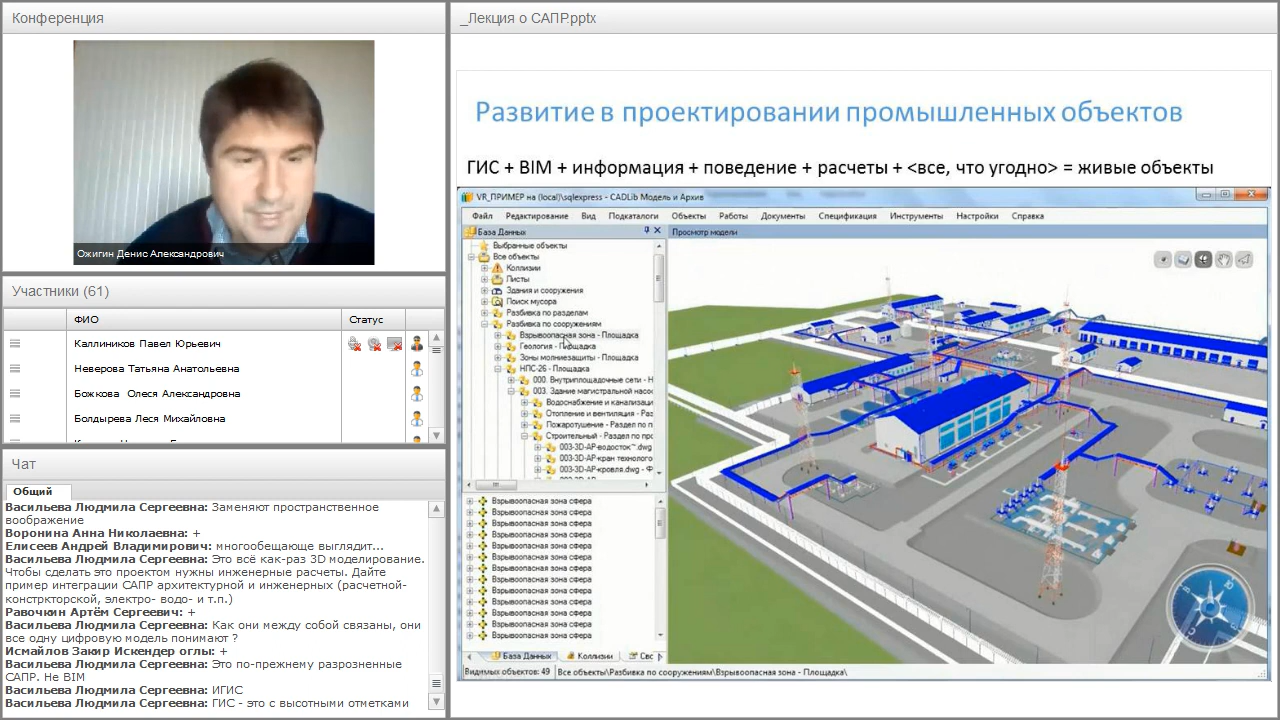 Конференция
Ожигин Денис Александрович
Участники (61)
ФИО
Статус
Каллиников Павел Юрьевич
Неверова Татьяна Анатольевна
Божкова Олеся Александровна
Болдырева Леся Михайловна
Чат
Общий
Васильева Людмила Сергеевна: Заменяют пространственное
воображение
Воронина Анна Николаевна: +
Елисеев Андрей Владимирович: многообещающе выглядит...
Васильева Людмила Сергеевна: Это всё как-раз 3D моделирование.
Чтобы сделать это проектом нужны инженерные расчеты. Дайте
пример интеграции САПР архитектурной и инженерных (расчетной-
констркторской, электро- водо- и т.п.)
Равочкин Артём Сергеевич: +
Васильева Людмила Сергеевна: Как они между собой связаны, они
все одну цифровую модель понимают ?
Исмайлов Закир Искендер оглы: +
Васильева Людмила Сергеевна: Это по-прежнему разрозненные
САПР. Не BIM
Васильева Людмила Сергеевна: ИГИС
Васильева Людмила Сергеевна: ГИС - это с высотными отметками
_Лекция о САПР.pptx
Развитие в проектировании промышленных объектов
ГИС + BIM + информация + поведение + расчеты + <все, что угодно> = живые объекты
VR_ПРИМЕР на (local)\sqlexpress - CADLib Модель и Архив
Файл Редактирование Вид Подкаталоги Объекты Работы Документы Спецификация Инструменты Настройки Справка
База Данных
Просмотр модели
Выбранные объекты
Все объекты
Коллизии
Листы
Здания и сооружения
Поиск мусора
Разбивка по разделам
Разбивка по сооружениям
Взрывоопасная зона - Площадка
Геология - Площадка
Зоны молниезащиты - Площадка
НПС-26 - Площадка
000. Внутриплощадочные сети - Н
003. Здание магистральной насо
Водоснабжение и канализаци
Отопление и вентиляция - Раз
Пожаротушение - Раздел по п
Строительный - Раздел по про
003-3D-АР-водосток~.dwg
003-3D-АР-кран технолого
003-3D-АР-кровля.dwg - Ф
Взрывоопасная зона сфера
Взрывоопасная зона сфера
Взрывоопасная зона сфера
Взрывоопасная зона сфера
Взрывоопасная зона сфера
Взрывоопасная зона сфера
Взрывоопасная зона сфера
Взрывоопасная зона сфера
Взрывоопасная зона сфера
Взрывоопасная зона сфера
Взрывоопасная зона сфера
Взрывоопасная зона сфера
Взрывоопасная зона сфера
База Данных Коллизии Свс
Видимых объектов: 49 Все объекты\Разбивка по сооружениям\Взрывоопасная зона - Площадка\